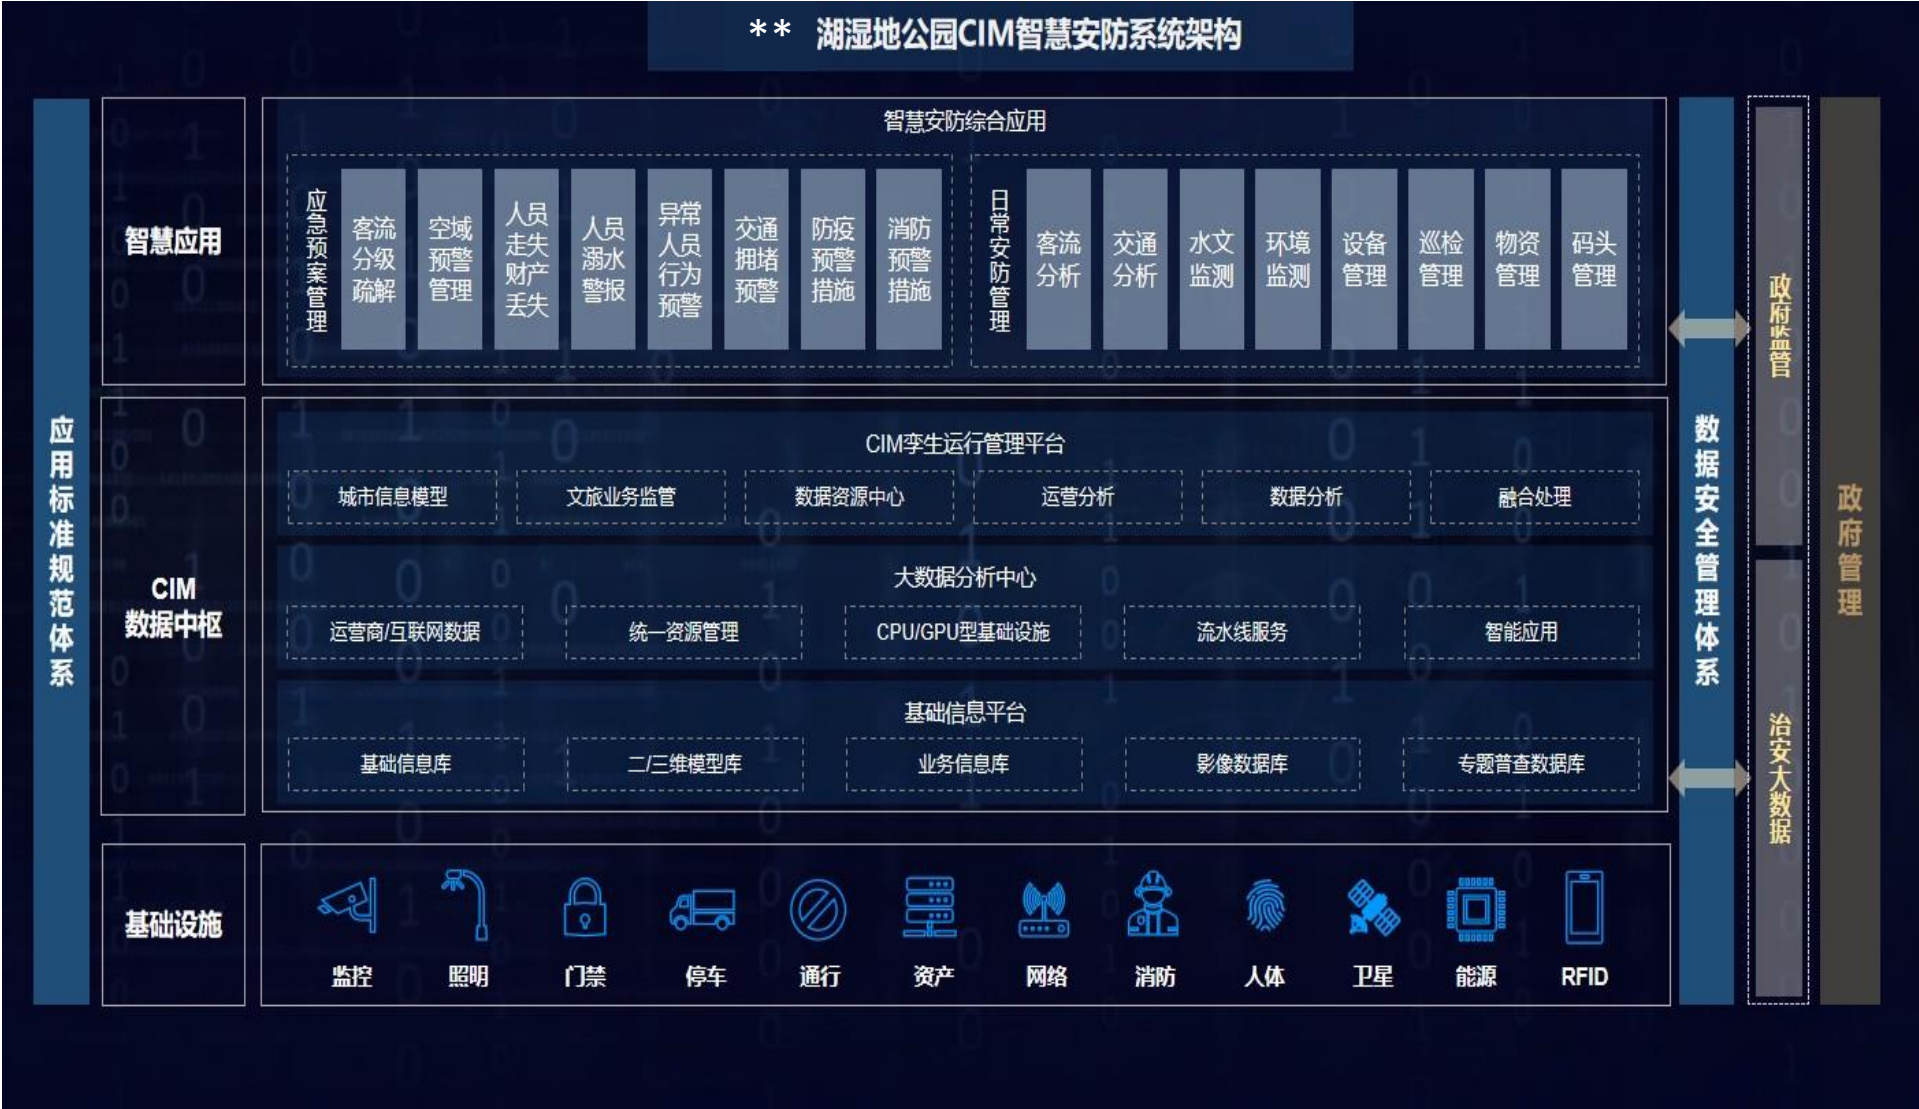 ** 湖湿地公园CIM智慧安防系统架构
应用标准规范体系
智慧应用
智慧安防综合应用
应急预案管理
客流
分级
疏解
空域
预警
管理
人员
走失
财产
丢失
人员
溺水
警报
异常
人员
行为
预警
交通
拥堵
预警
防疫
预警
措施
消防
预警
措施
日常安防管理
客流
分析
交通
分析
水文
监测
环境
监测
设备
管理
巡检
管理
物资
管理
码头
管理
CIM
数据中枢
CIM孪生运行管理平台
城市信息模型
文旅业务监管
数据资源中心
运营分析
数据分析
融合处理
大数据分析中心
运营商/互联网数据
统一资源管理
CPU/GPU型基础设施
流水线服务
智能应用
基础信息平台
基础信息库
二/三维模型库
业务信息库
影像数据库
专题普查数据库
基础设施
监控
照明
门禁
停车
通行
资产
网络
消防
人体
卫星
能源
RFID
数据安全管理体系
政府监管
治安大数据
政府管理